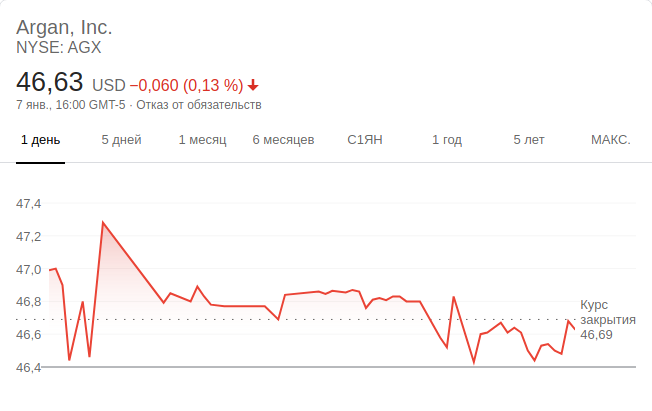 Argan, Inc.
NYSE: AGX
46,63 USD −0,060 (0,13 %)
7 янв., 16:00 GMT-5 · Отказ от обязательств
1 день 5 дней 1 месяц 6 месяцев С1ЯН 1 год 5 лет МАКС.
47,4
47,2
47,0
46,8
46,6
46,4
Курс
закрытия
46,69